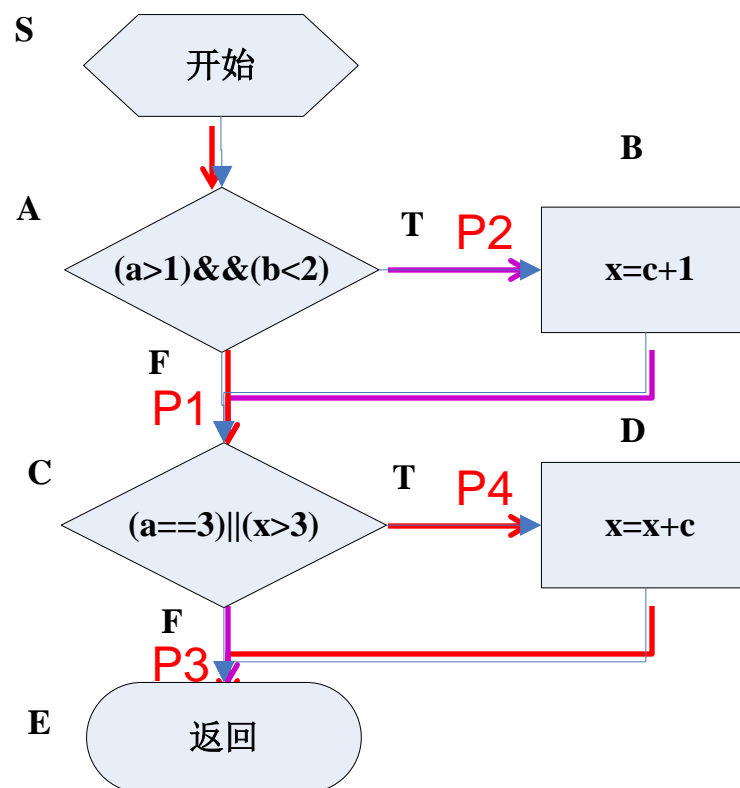 S
开始
B
A
T
P2
(a>1)&&(b<2)
x=c+1
F
P1
D
C
T
P4
(a==3)||(x>3)
x=x+c
F
P3
E
返回